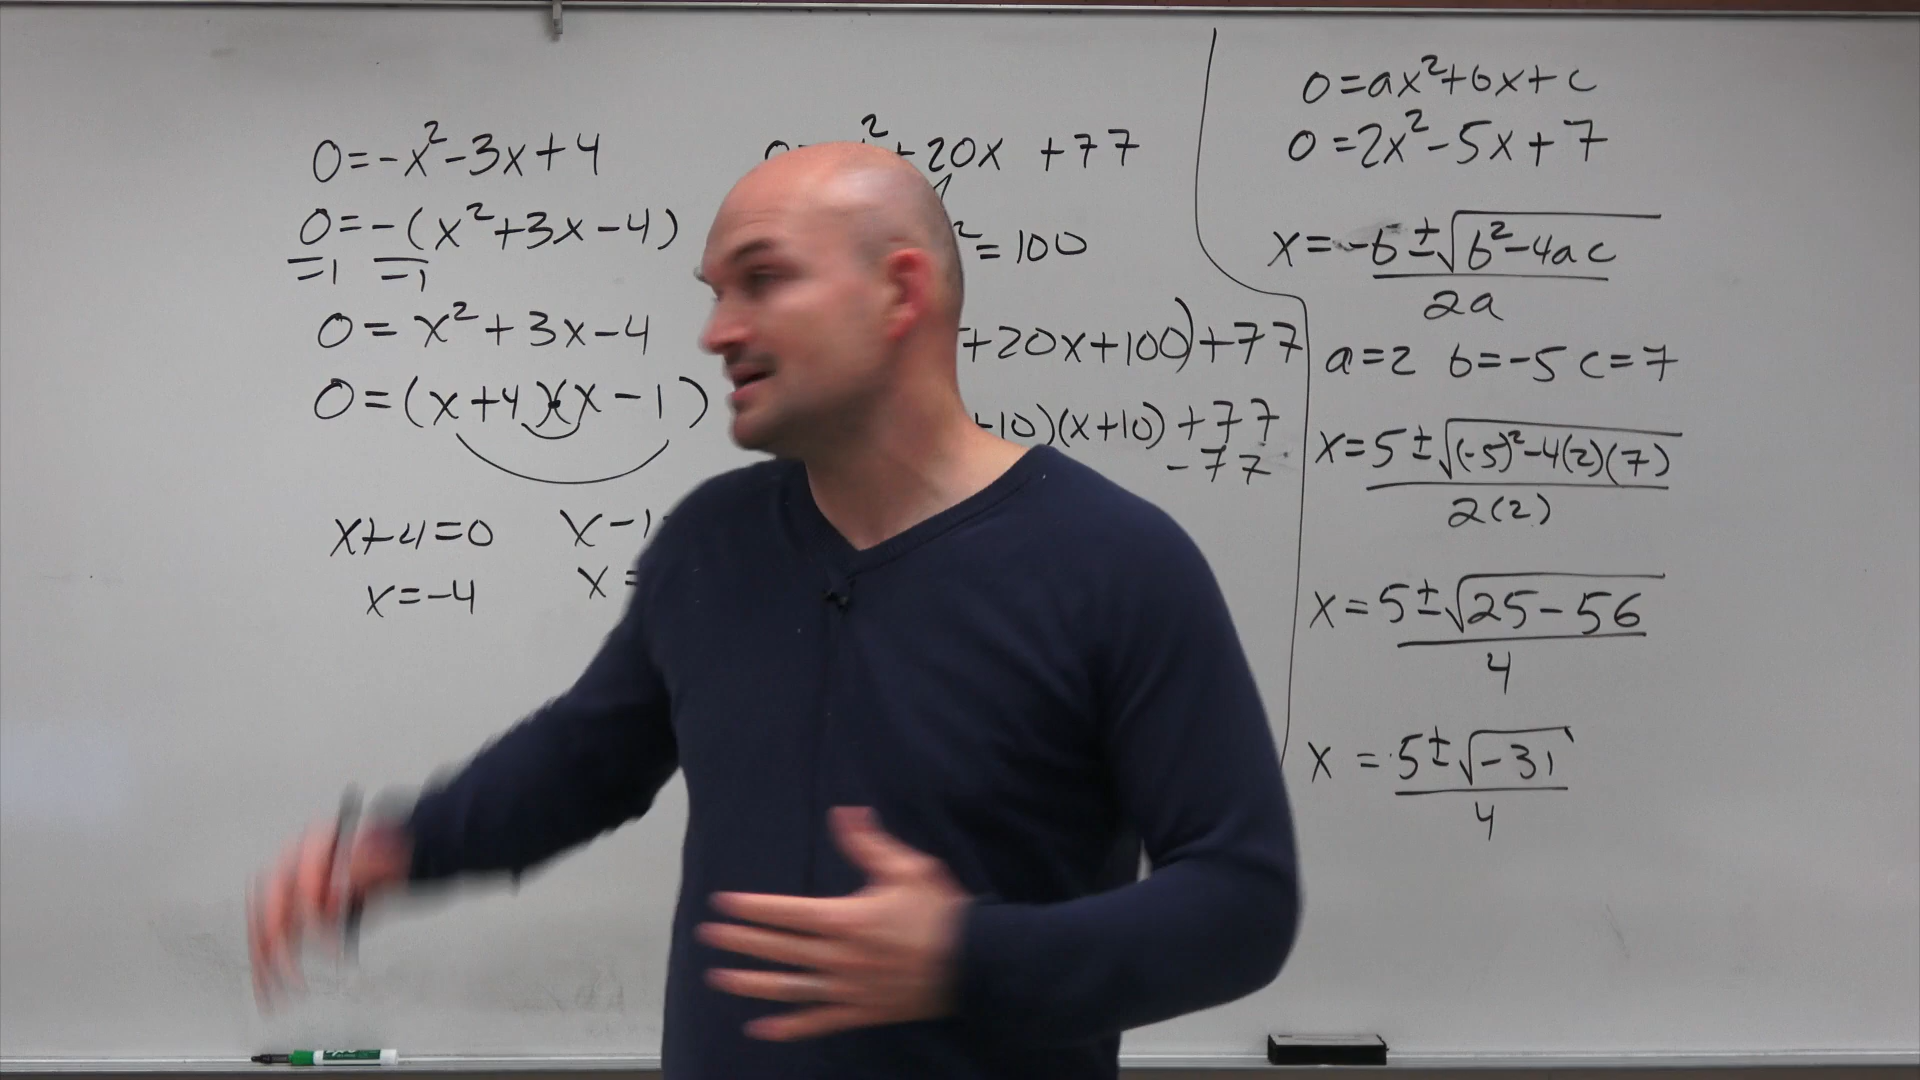 0=-x²-3x+4
0=-(x²+3x-4)
-1 -1
0=x²+3x-4
0=(x+4)(x-1)
x+4=0 x-1
x=-4 x=
²+20x+77
²=100
+20x+100)+77
+10)(x+10)+77
-77
0=ax²+bx+c
0=2x²-5x+7
x=-b±√b²-4ac
2a
a=2 b=-5 c=7
x=5±√(-5)²-4(2)(7)
2(2)
x=5±√25-56
4
x=5±√-31
4